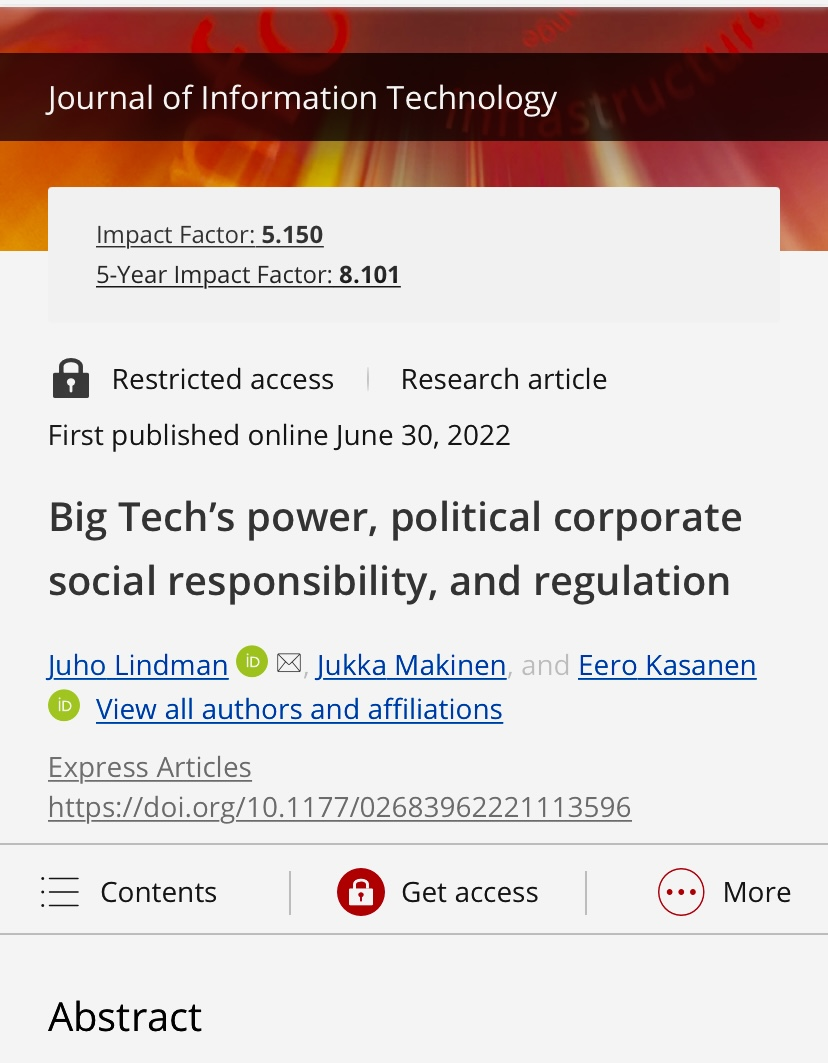 Journal of Information Technology
Impact Factor: 5.150
5-Year Impact Factor: 8.101
Restricted access | Research article
First published online June 30, 2022
Big Tech’s power, political corporate
social responsibility, and regulation
Juho Lindman iD , Jukka Makinen, and Eero Kasanen
iD View all authors and affiliations
Express Articles
https://doi.org/10.1177/02683962221113596
Contents | Get access | More
Abstract